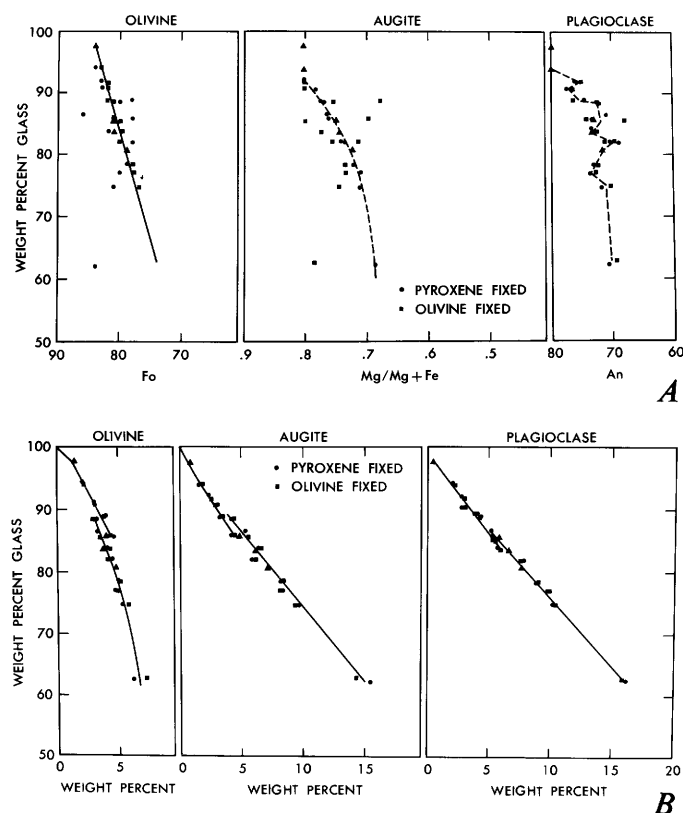 OLIVINE AUGITE PLAGIOCLASE
WEIGHT PERCENT GLASS
100
90
80
70
60
50
90 80 70 .9 .8 .7 .6 .5 80 70 60
Fo Mg/Mg + Fe An
PYROXENE FIXED
OLIVINE FIXED
A
OLIVINE AUGITE PLAGIOCLASE
WEIGHT PERCENT GLASS
100
90
80
70
60
50
PYROXENE FIXED
OLIVINE FIXED
0 5 0 5 10 15 0 5 10 15 20
WEIGHT PERCENT WEIGHT PERCENT WEIGHT PERCENT
B